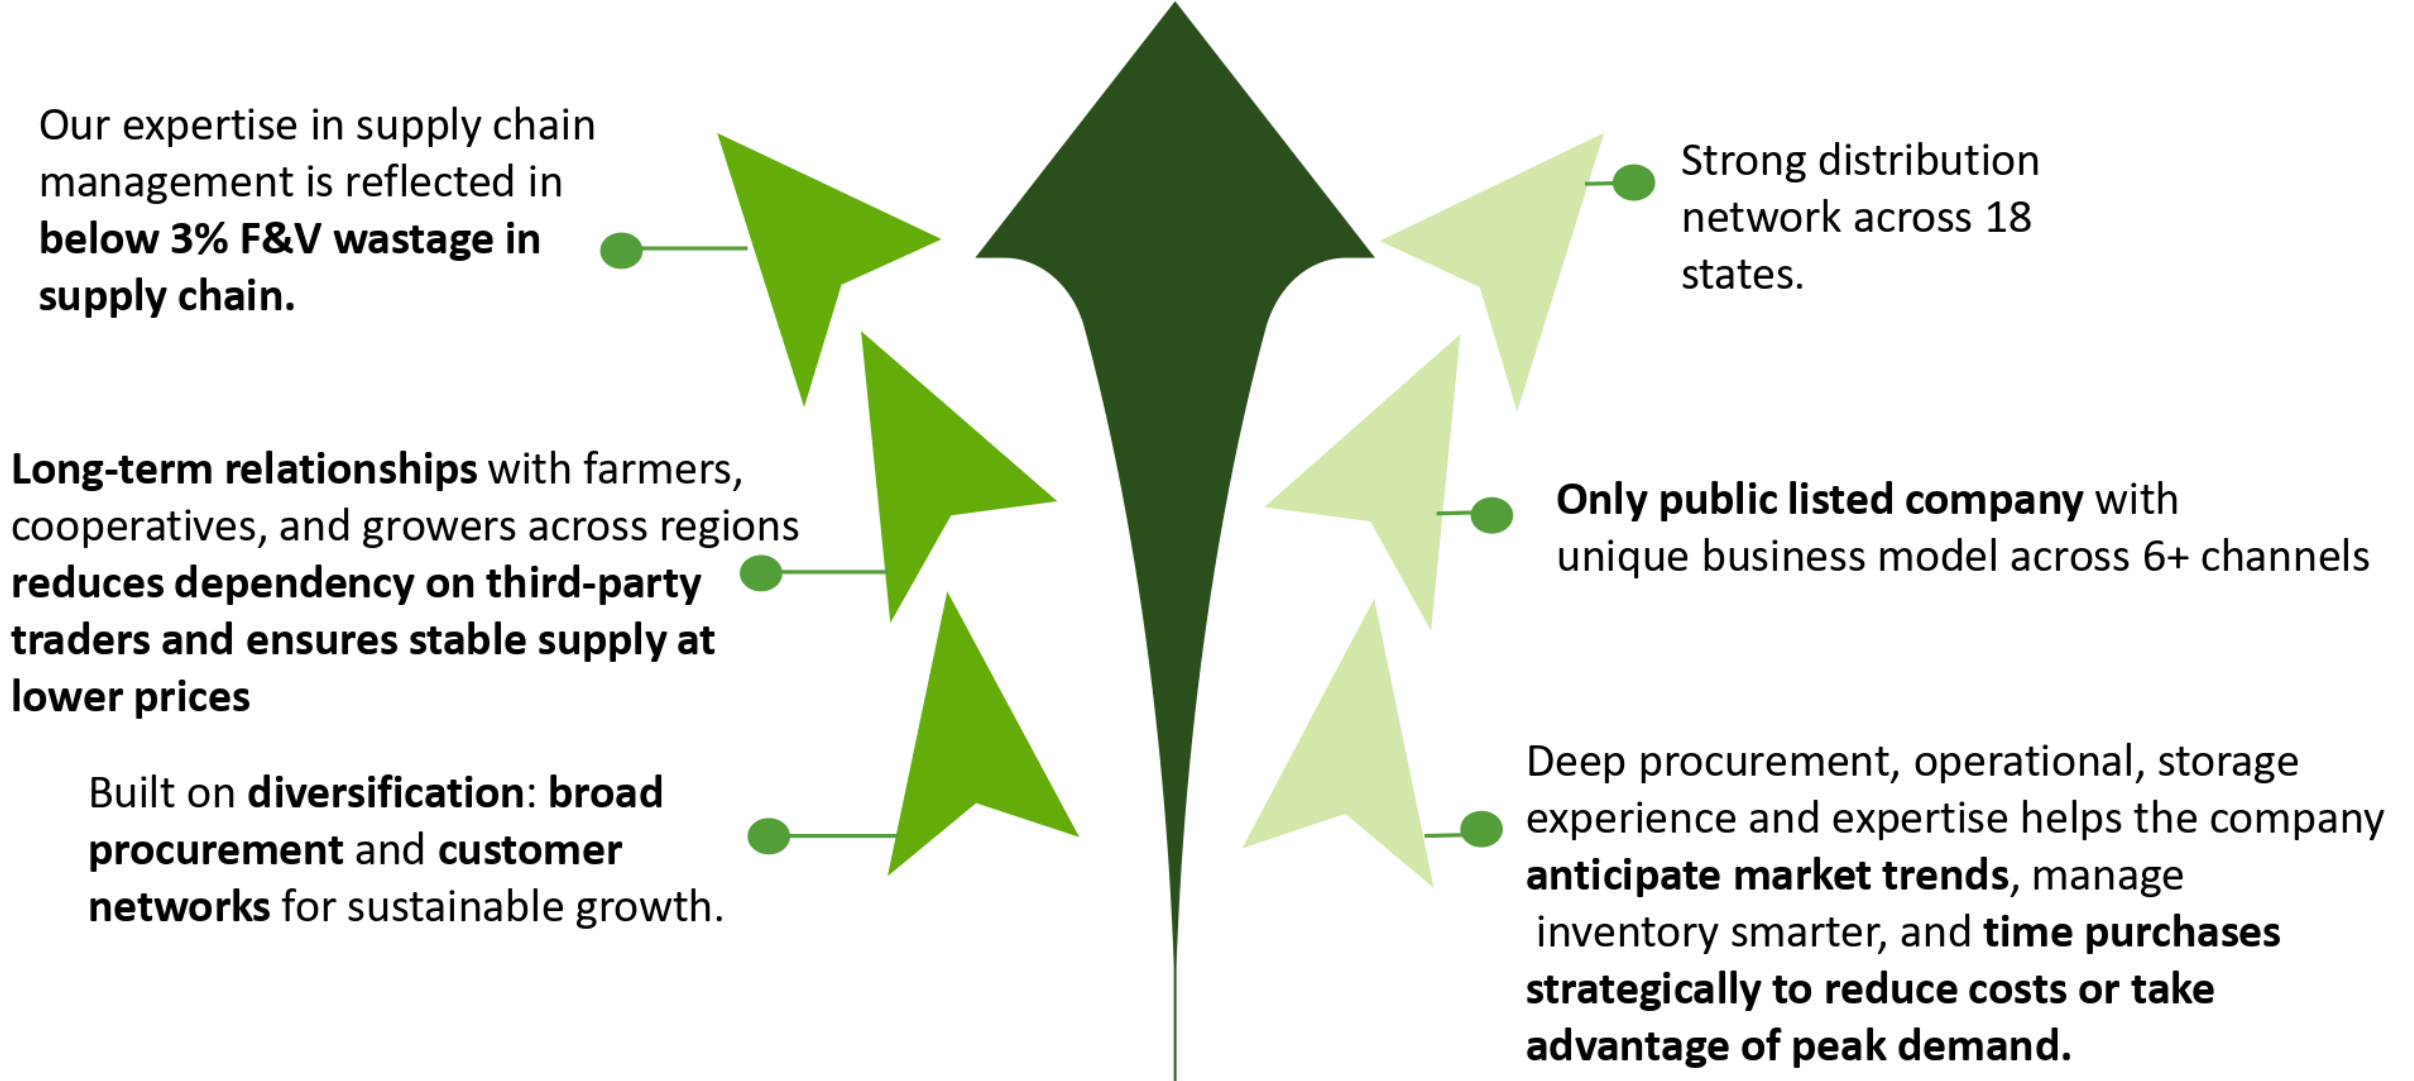 Our expertise in supply chain
management is reflected in
below 3% F&V wastage in
supply chain.
Long-term relationships with farmers,
cooperatives, and growers across regions
reduces dependency on third-party
traders and ensures stable supply at
lower prices
Built on diversification: broad
procurement and customer
networks for sustainable growth.
Strong distribution
network across 18
states.
Only public listed company with
unique business model across 6+ channels
Deep procurement, operational, storage
experience and expertise helps the company
anticipate market trends, manage
inventory smarter, and time purchases
strategically to reduce costs or take
advantage of peak demand.